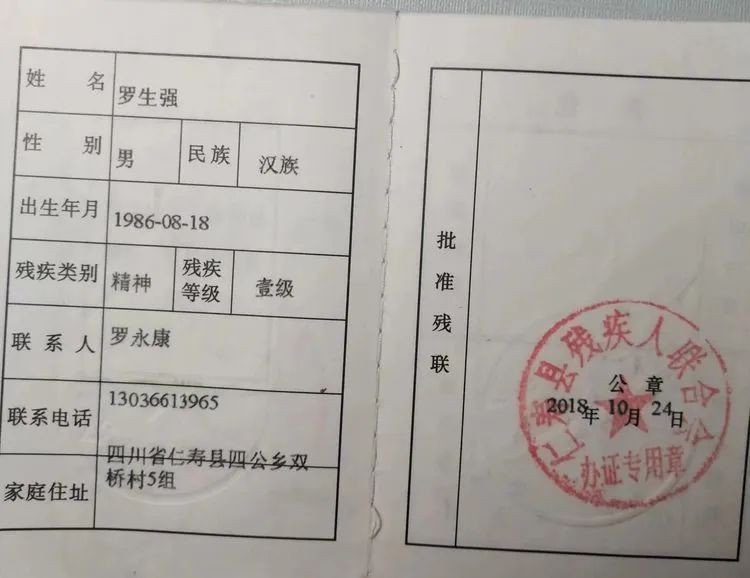 姓名 罗生强
性别 男 民族 汉族
出生年月 1986-08-18
残疾类别 精神 残疾等级 壹级
联系人 罗永康
联系电话 13036613965
家庭住址 四川省仁寿县四公乡双
桥村5组
批准残联
仁寿县残疾人联合会
公章
2018年10月24日
办证专用章